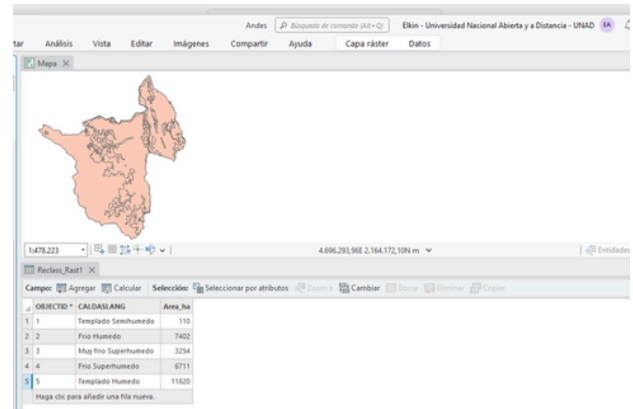 Andes Búsqueda de comando (Alt+Q) Elkin - Universidad Nacional Abierta y a Distancia - UNAD EA
tar Análisis Vista Editar Imágenes Compartir Ayuda Capa ráster Datos
Mapa
1:478.223 4.696.293,96E 2.164.172,10N m Entidades
Reclass_Rast1
Campo: Agregar Calcular Selección: Seleccionar por atributos Zoom a Cambiar Borrar Eliminar Copiar
OBJECTID * CALDASLANG Area_ha
1 1 Templado Semihumedo 110
2 2 Frio Humedo 7402
3 3 Muy frio Superhumedo 3254
4 4 Frio Superhumedo 6711
5 5 Templado Humedo 11820
Haga clic para añadir una fila nueva.